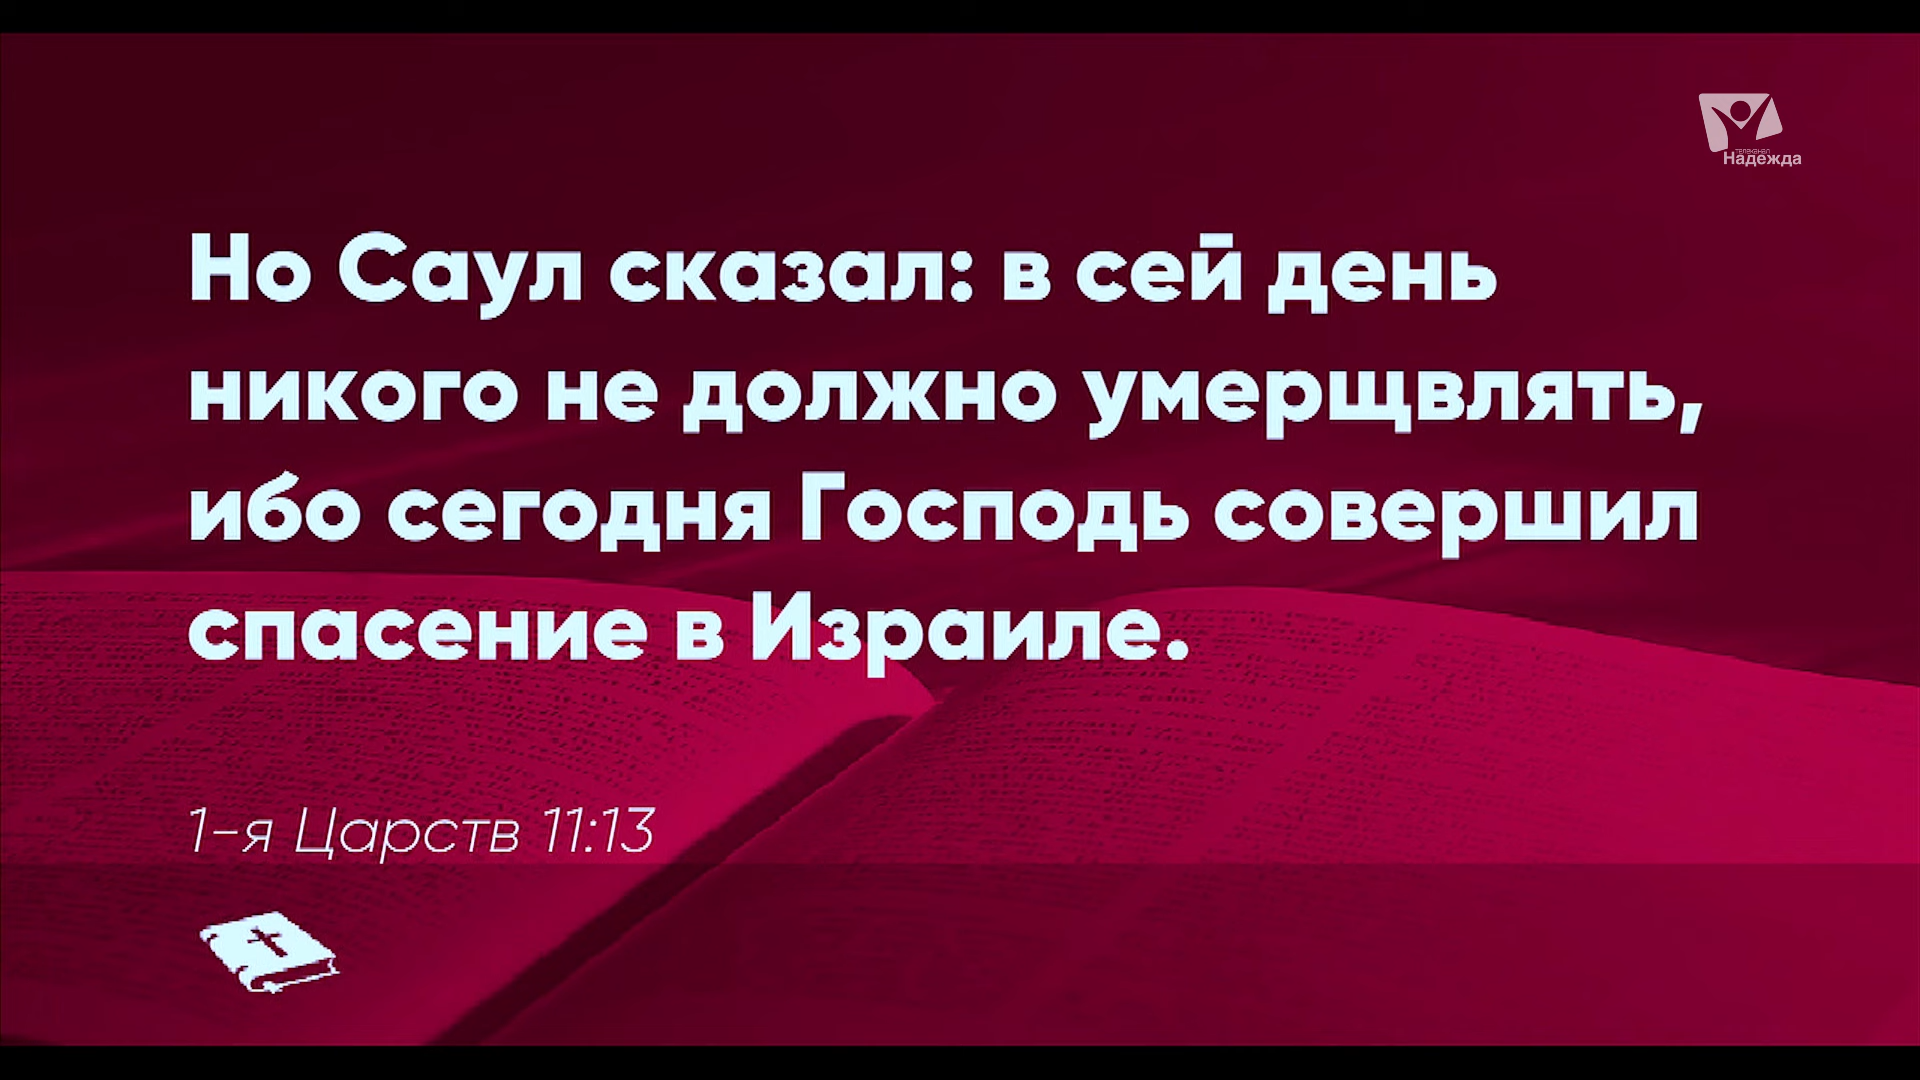 телеканал
Надежда
Но Саул сказал: в сей день
никого не должно умерщвлять,
ибо сегодня Господь совершил
спасение в Израиле.
1-я Царств 11:13